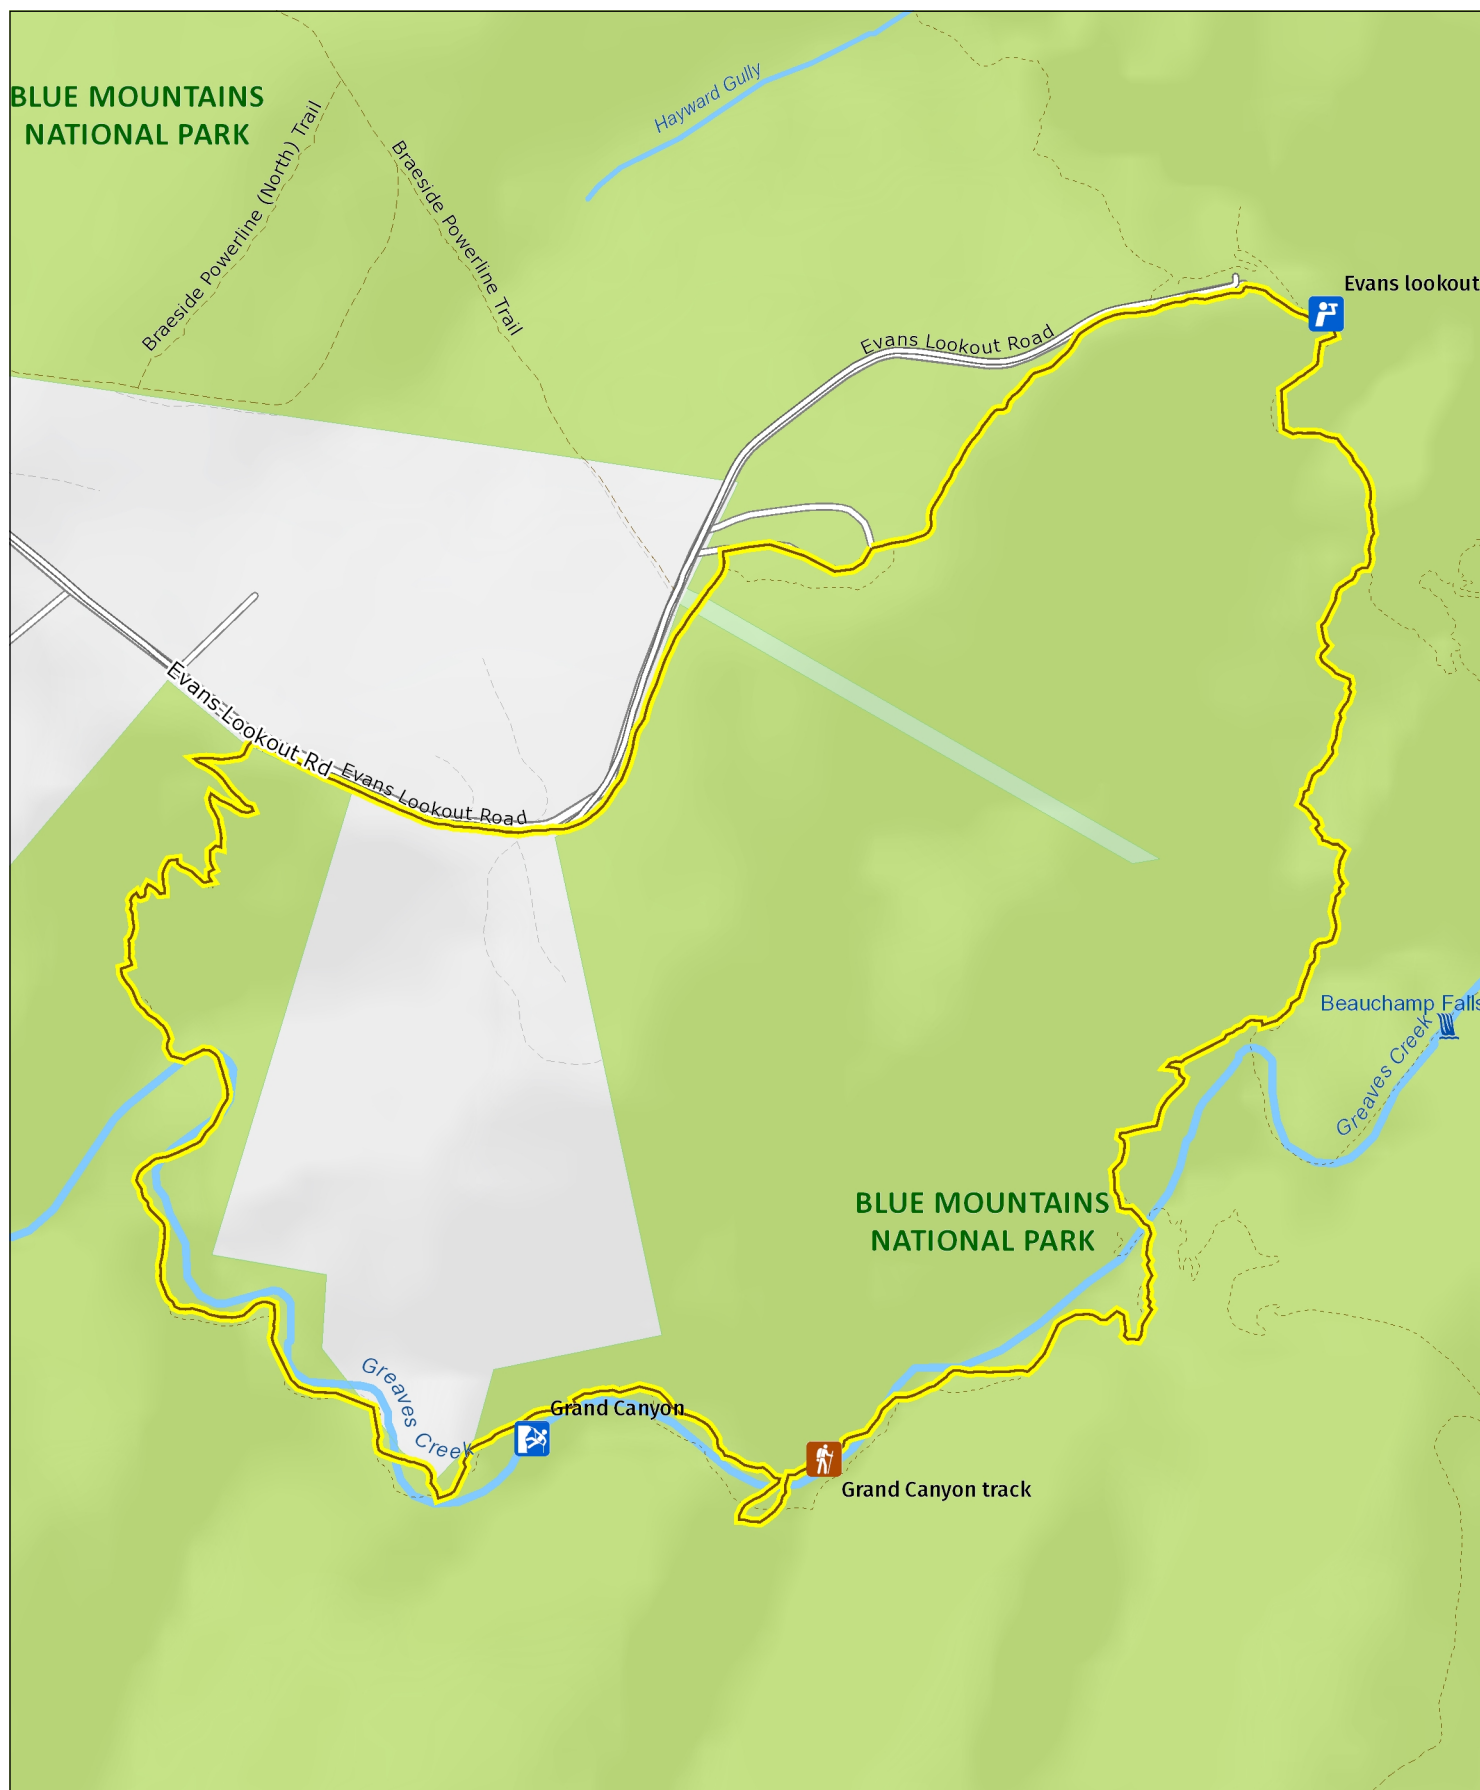 BLUE MOUNTAINS
NATIONAL PARK
Hayward Gully
Braeside Powerline (North) Trail
Braeside Powerline Trail
Evans lookout
Evans Lookout Road
Evans Lookout Rd
Evans Lookout Road
Beauchamp Falls
Greaves Creek
BLUE MOUNTAINS
NATIONAL PARK
Greaves Creek
Grand Canyon
Grand Canyon track